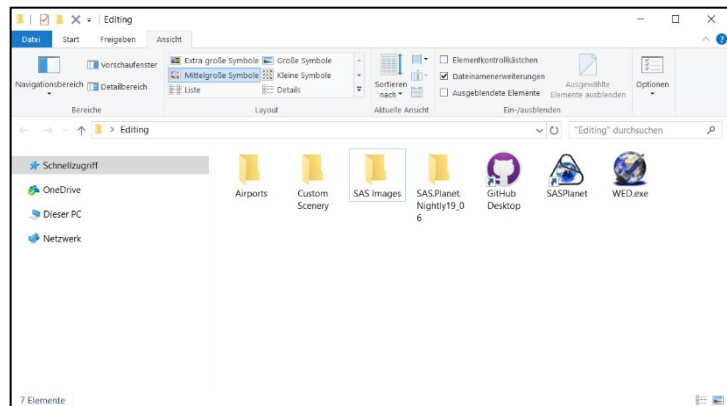 Editing
Datei Start Freigeben Ansicht
Navigationsbereich
Vorschaufenster
Detailbereich
Bereiche
Extra große Symbole Große Symbole
Mittelgroße Symbole Kleine Symbole
Liste Details
Layout
Sortieren nach
Aktuelle Ansicht
Elementkontrollkästchen
Dateinamenerweiterungen
Ausgeblendete Elemente
Ausgewählte
Elemente ausblenden
Ein-/ausblenden
Optionen
Editing
"Editing" durchsuchen
Schnellzugriff
OneDrive
Dieser PC
Netzwerk
Airports
Custom
Scenery
SAS Images
SAS.Planet.
Nightly19_0
6
GitHub
Desktop
SASPlanet
WED.exe
7 Elemente